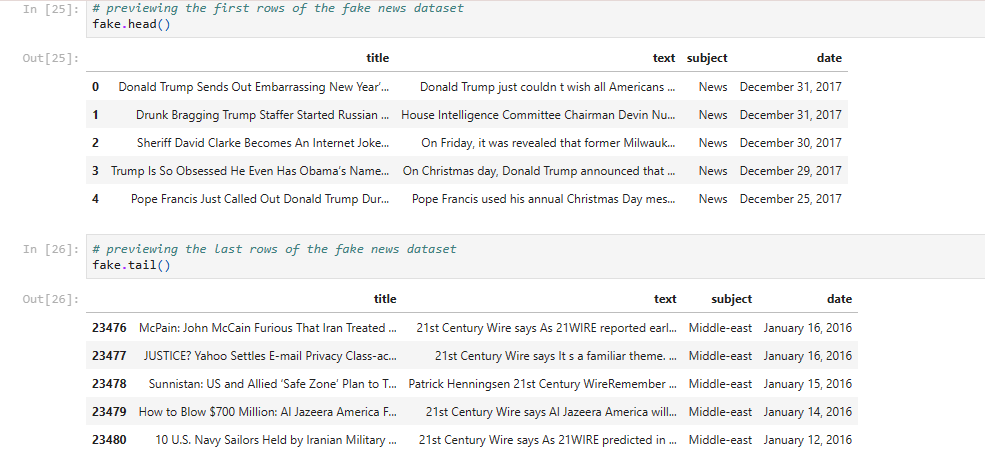 In [25]: # previewing the first rows of the fake news dataset
fake.head()
Out[25]: title text subject date
0 Donald Trump Sends Out Embarrassing New Year’... Donald Trump just couldn t wish all Americans ... News December 31, 2017
1 Drunk Bragging Trump Staffer Started Russian ... House Intelligence Committee Chairman Devin Nu... News December 31, 2017
2 Sheriff David Clarke Becomes An Internet Joke... On Friday, it was revealed that former Milwauk... News December 30, 2017
3 Trump Is So Obsessed He Even Has Obama’s Name... On Christmas day, Donald Trump announced that ... News December 29, 2017
4 Pope Francis Just Called Out Donald Trump Dur... Pope Francis used his annual Christmas Day mes... News December 25, 2017
In [26]: # previewing the last rows of the fake news dataset
fake.tail()
Out[26]: title text subject date
23476 McPain: John McCain Furious That Iran Treated ... 21st Century Wire says As 21WIRE reported earl... Middle-east January 16, 2016
23477 JUSTICE? Yahoo Settles E-mail Privacy Class-ac... 21st Century Wire says It s a familiar theme. ... Middle-east January 16, 2016
23478 Sunnistan: US and Allied ‘Safe Zone’ Plan to T... Patrick Henningsen 21st Century WireRemember ... Middle-east January 15, 2016
23479 How to Blow $700 Million: Al Jazeera America F... 21st Century Wire says Al Jazeera America will... Middle-east January 14, 2016
23480 10 U.S. Navy Sailors Held by Iranian Military ... 21st Century Wire says As 21WIRE predicted in ... Middle-east January 12, 2016